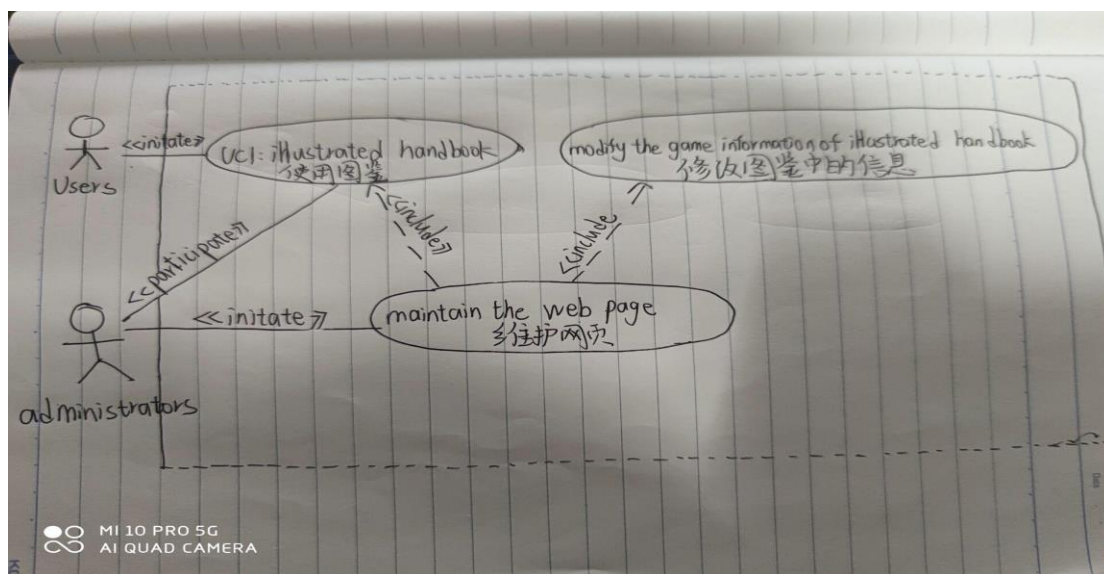 <<initate>>
UC1: illustrated handbook
使用图鉴
Users
modify the game information of illustrated handbook
修改图鉴中的信息
<<participate>>
<<include>>
<<include
<<initate>>
maintain the web page
维护网页
administrators
MI 10 PRO 5G
AI QUAD CAMERA